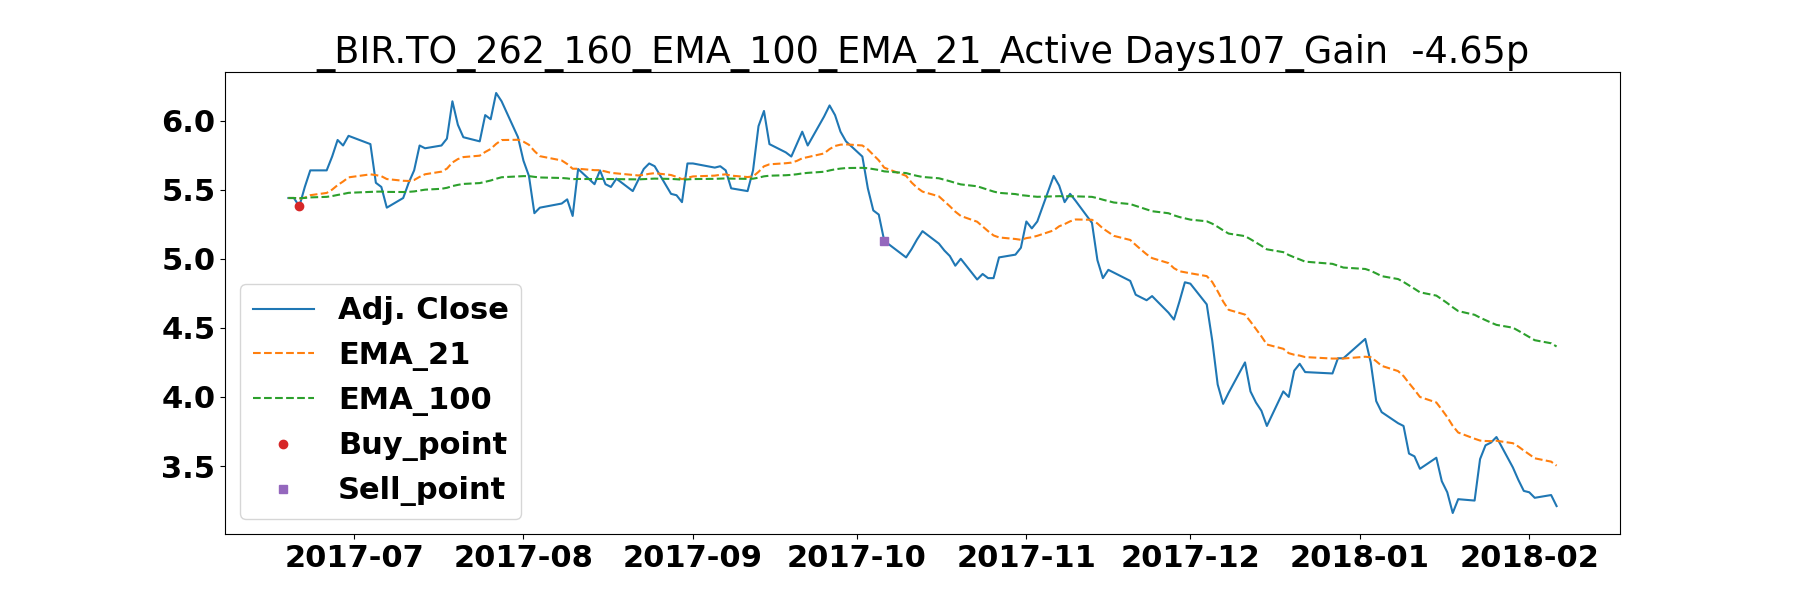 _BIR.TO_262_160_EMA_100_EMA_21_Active Days107_Gain  -4.65p
6.0
5.5
5.0
4.5
4.0
3.5
Adj. Close
EMA_21
EMA_100
Buy_point
Sell_point
2017-07 2017-08 2017-09 2017-10 2017-11 2017-12 2018-01 2018-02